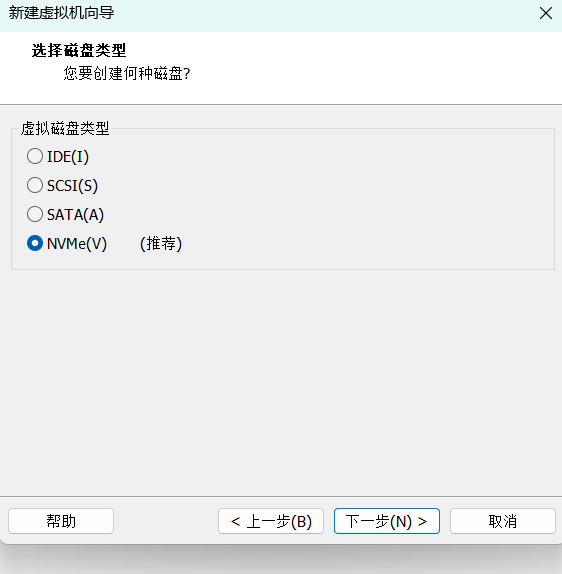 新建虚拟机向导
选择磁盘类型
您要创建何种磁盘?
虚拟磁盘类型
IDE(I)
SCSI(S)
SATA(A)
NVMe(V) (推荐)
帮助 < 上一步(B) 下一步(N) > 取消